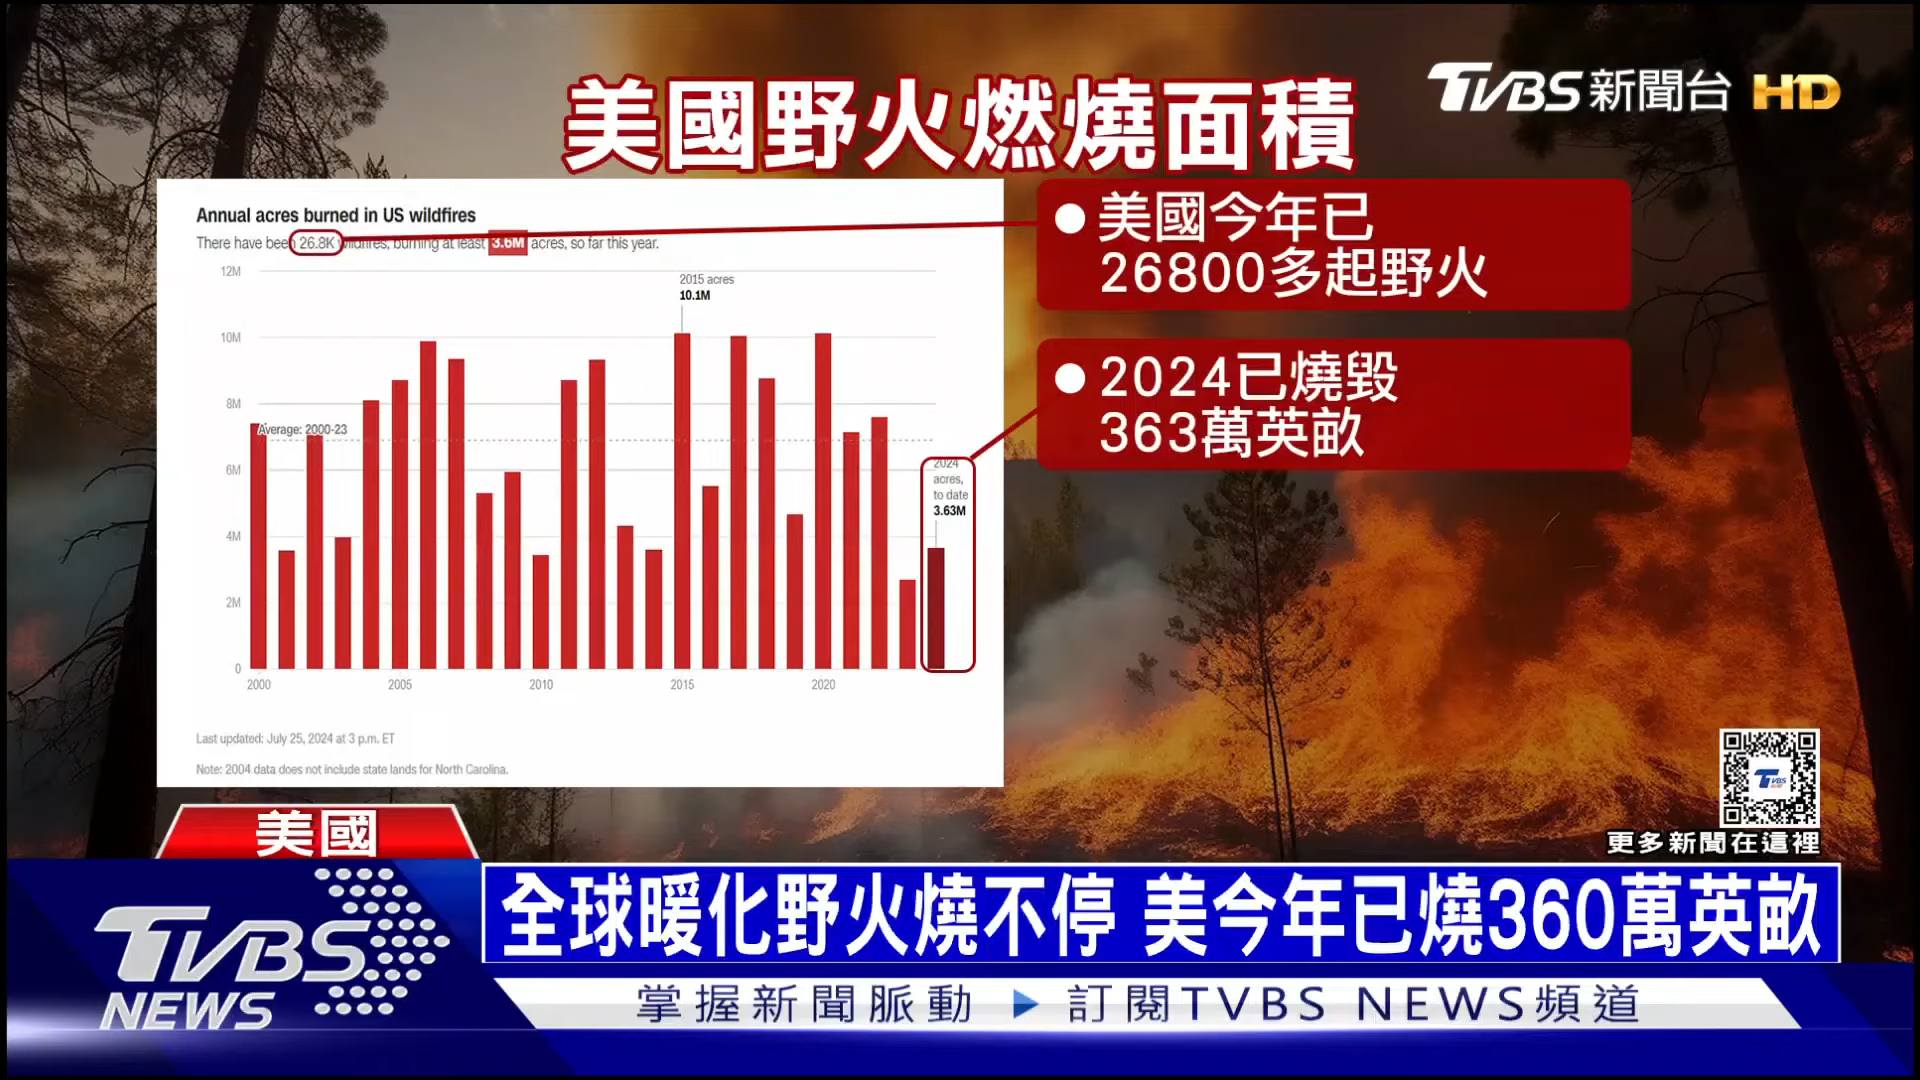 美國野火燃燒面積
TVBS新聞台 HD
Annual acres burned in US wildfires
There have been 26.8K wildfires, burning at least 3.6M acres, so far this year.
美國今年已
26800多起野火
2024已燒毀
363萬英畝
12M
10M
8M
6M
4M
2M
0
2015 acres
10.1M
Average: 2000-23
2024
acres,
to date
3.63M
2000 2005 2010 2015 2020
Last updated: July 25, 2024 at 3 p.m. ET
Note: 2004 data does not include state lands for North Carolina.
TVBS
更多新聞在這裡
美國
全球暖化野火燒不停 美今年已燒360萬英畝
TVBS
NEWS
掌握新聞脈動 ▶ 訂閱TVBS NEWS頻道